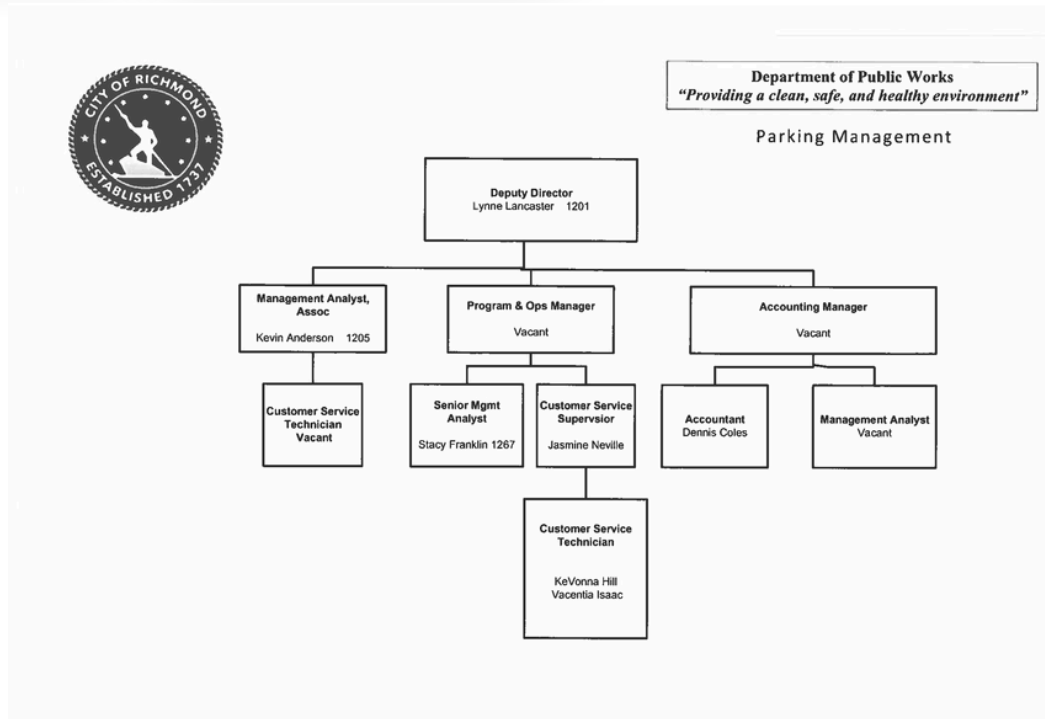 CITY OF RICHMOND
ESTABLISHED 1737
Department of Public Works
“Providing a clean, safe, and healthy environment”
Parking Management
Deputy Director
Lynne Lancaster 1201
Management Analyst,
Assoc
Kevin Anderson 1205
Program & Ops Manager
Vacant
Accounting Manager
Vacant
Customer Service
Technician
Vacant
Senior Mgmt
Analyst
Stacy Franklin 1267
Customer Service
Supervsior
Jasmine Neville
Accountant
Dennis Coles
Management Analyst
Vacant
Customer Service
Technician
KeVonna Hill
Vacentia Isaac